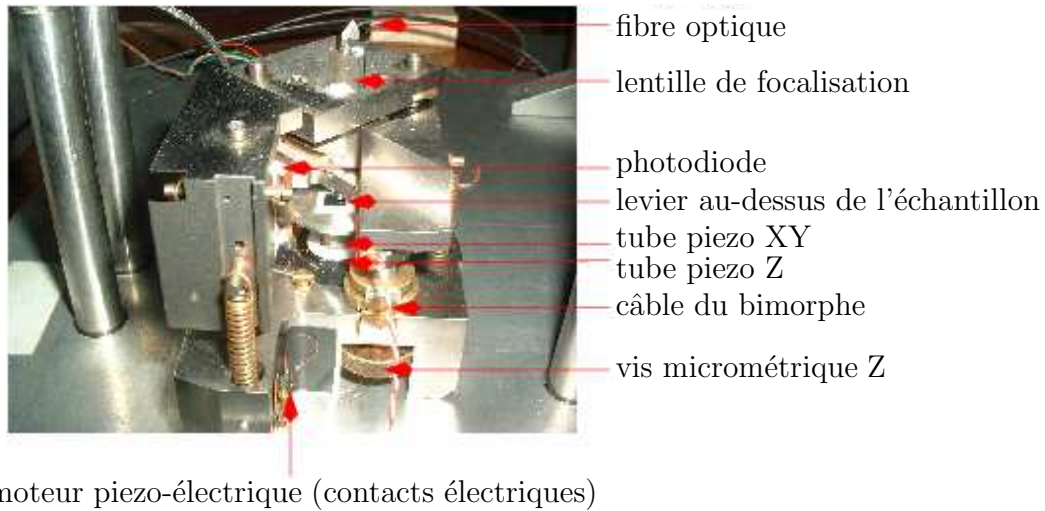 fibre optique
lentille de focalisation
photodiode
levier au-dessus de l'échantillon
tube piezo XY
tube piezo Z
câble du bimorphe
vis micrométrique Z
moteur piezo-électrique (contacts électriques)